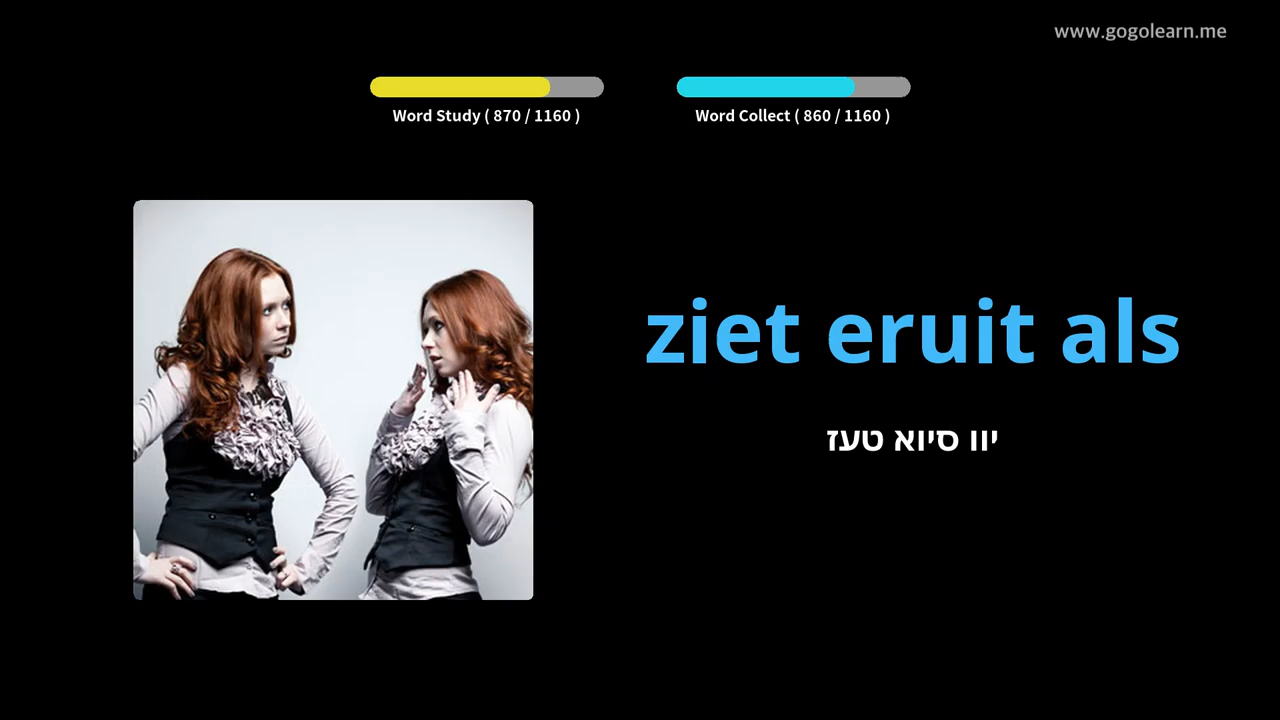 www.gogolearn.me
Word Study ( 870 / 1160 )
Word Collect ( 860 / 1160 )
ziet eruit als
יוו סיוא טעז